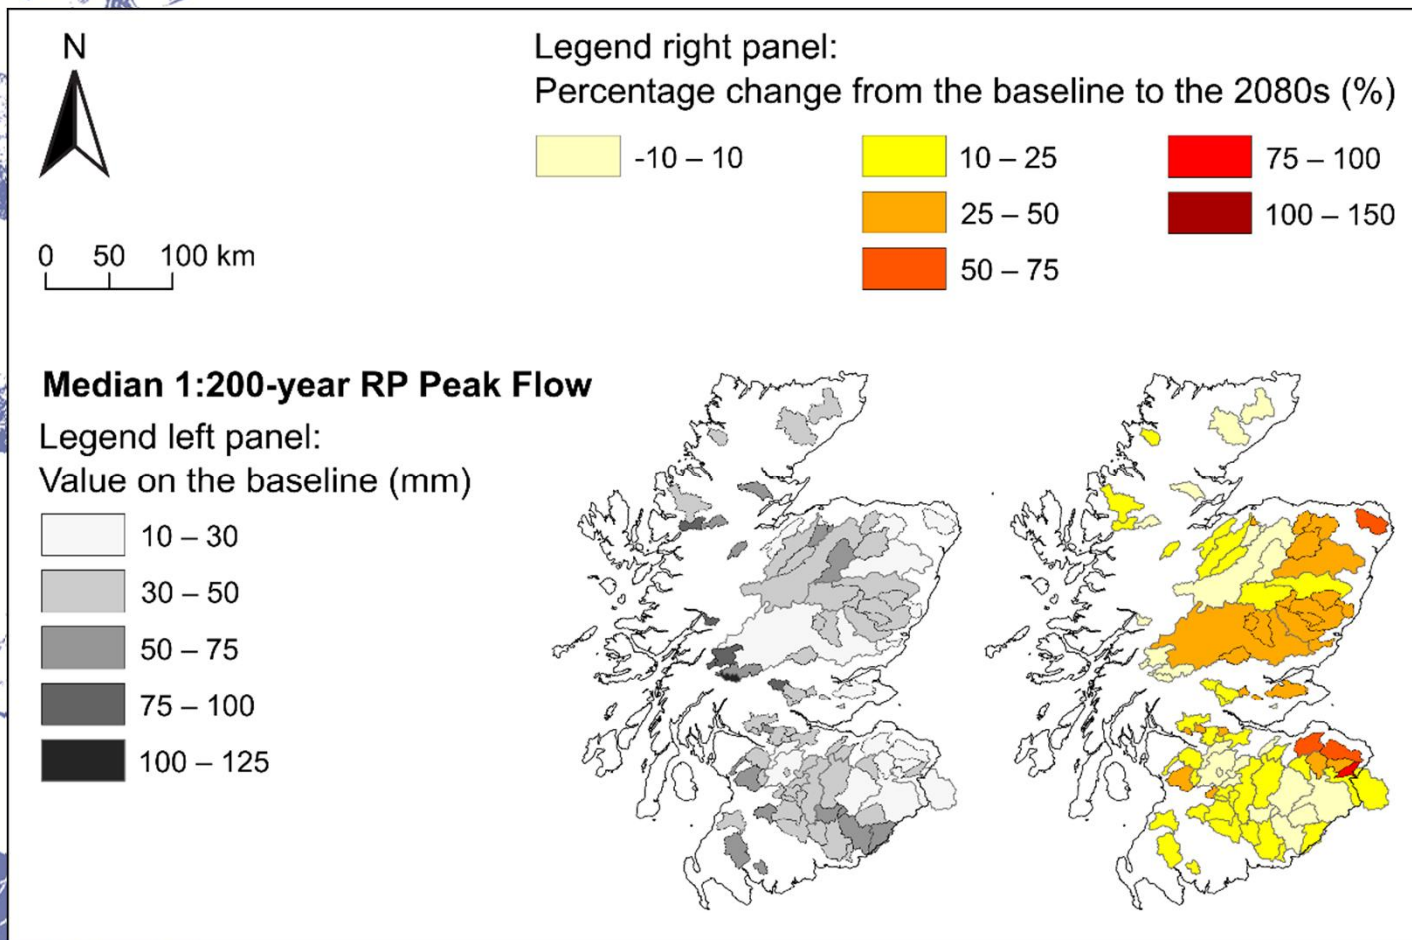 N
Legend right panel:
Percentage change from the baseline to the 2080s (%)
-10 – 10
10 – 25
75 – 100
25 – 50
100 – 150
50 – 75
0 50 100 km
Median 1:200-year RP Peak Flow
Legend left panel:
Value on the baseline (mm)
10 – 30
30 – 50
50 – 75
75 – 100
100 – 125